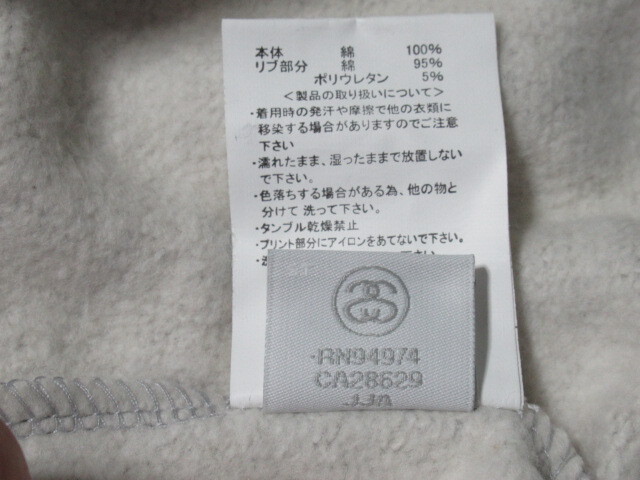 本体 綿 100%
リブ部分 綿 95%
ポリウレタン 5%
<製品の取り扱いについて>
・着用時の発汗や摩擦で他の衣類に
移染する場合がありますのでご注意
下さい
・濡れたまま、湿ったままで放置しない
で下さい。
・色落ちする場合がある為、他の物と
分けて 洗って下さい。
・タンブル乾燥禁止
・プリント部分にアイロンをあてないで下さい。
RN94974
CA28629